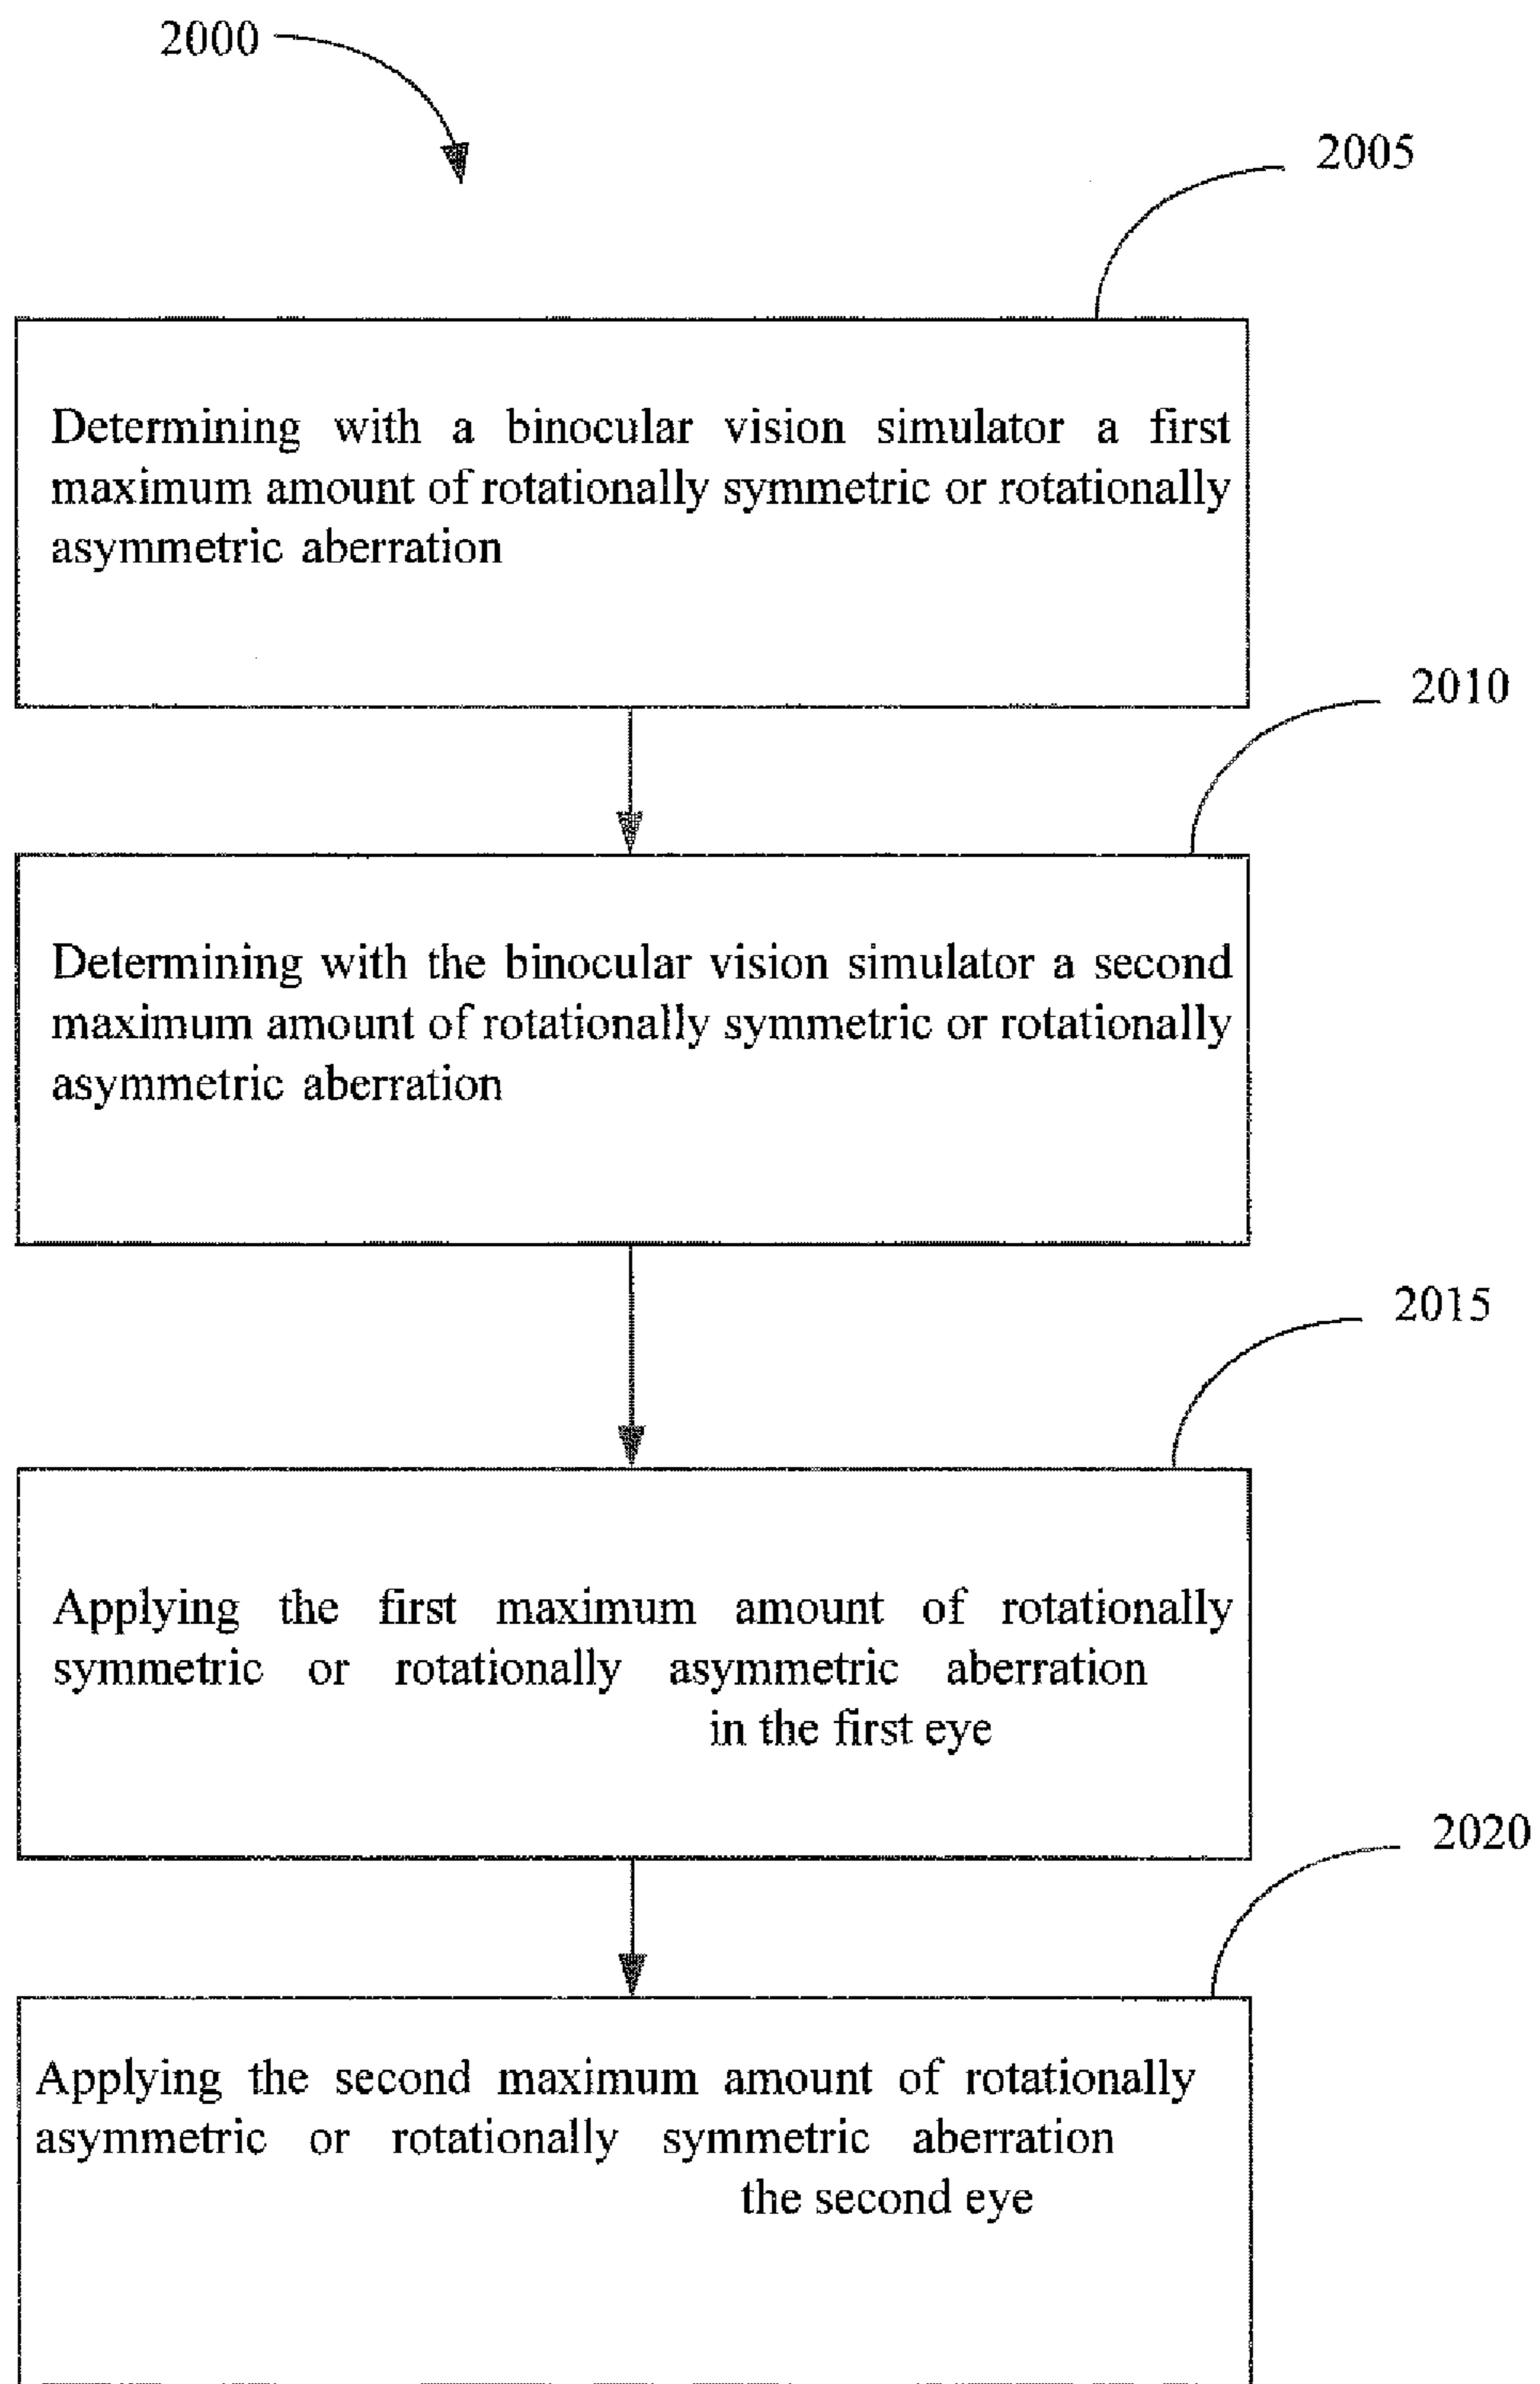 2000
2005
Determining with a binocular vision simulator a first
maximum amount of rotationally symmetric or rotationally
asymmetric aberration
2010
Determining with the binocular vision simulator a second
maximum amount of rotationally symmetric or rotationally
asymmetric aberration
2015
Applying the first maximum amount of rotationally
symmetric or rotationally asymmetric aberration
in the first eye
2020
Applying the second maximum amount of rotationally
asymmetric or rotationally symmetric aberration
the second eye